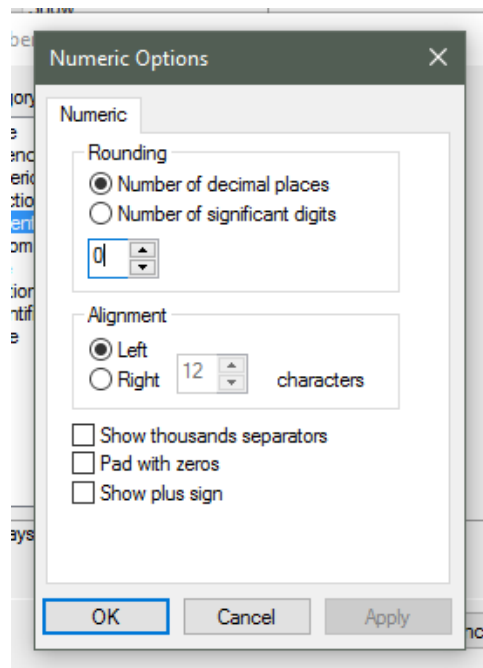 Numeric Options
Numeric
Rounding
Number of decimal places
Number of significant digits
0
Alignment
Left
Right 12 characters
Show thousands separators
Pad with zeros
Show plus sign
OK Cancel Apply